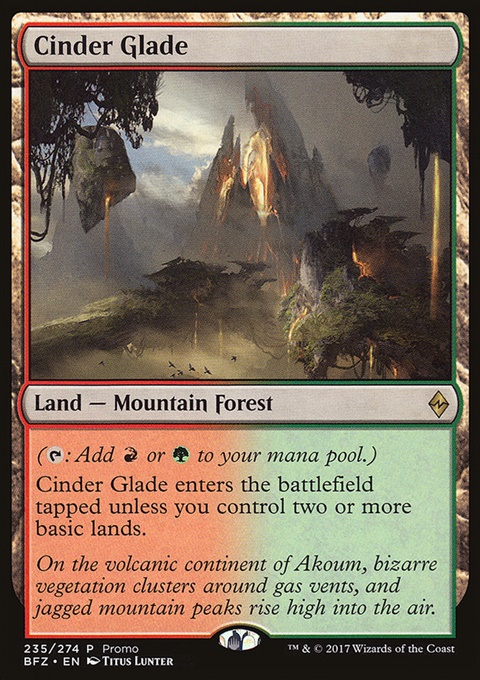 Cinder Glade
Land — Mountain Forest
(: Add or to your mana pool.)
Cinder Glade enters the battlefield
tapped unless you control two or more
basic lands.
On the volcanic continent of Akoum, bizarre
vegetation clusters around gas vents, and
jagged mountain peaks rise high into the air.
235/274 P Promo
BFZ • EN Titus Lunter
™ & © 2017 Wizards of the Coast